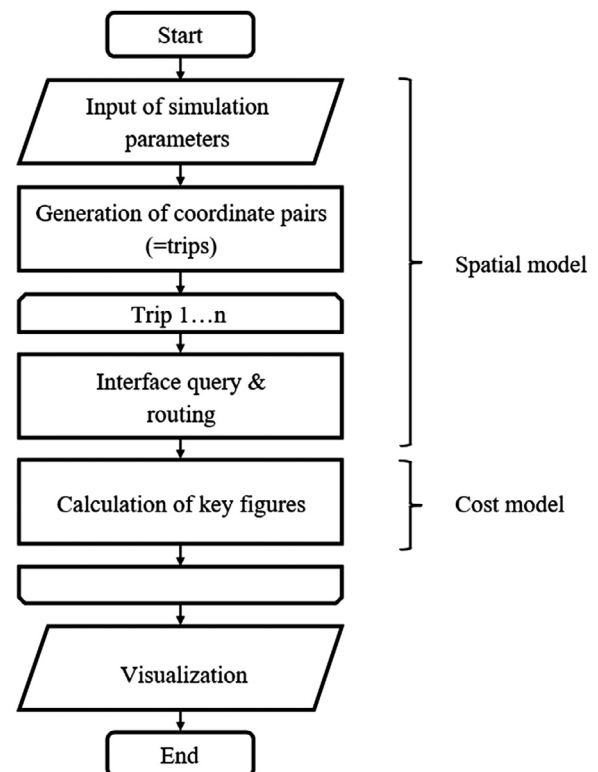 Start
Input of simulation
parameters
Generation of coordinate pairs
(=trips)
Trip 1…n
Interface query &
routing
Spatial model
Calculation of key figures
Cost model
Visualization
End